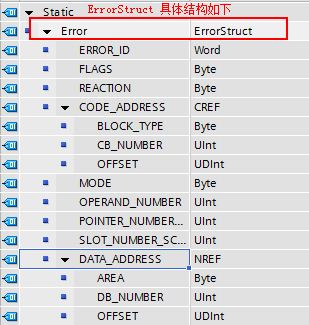 Static ErrorStruct 具体结构如下
Error ErrorStruct
ERROR_ID Word
FLAGS Byte
REACTION Byte
CODE_ADDRESS CREF
BLOCK_TYPE Byte
CB_NUMBER UInt
OFFSET UDInt
MODE Byte
OPERAND_NUMBER UInt
POINTER_NUMBER... UInt
SLOT_NUMBER_SC... UInt
DATA_ADDRESS NREF
AREA Byte
DB_NUMBER UInt
OFFSET UDInt